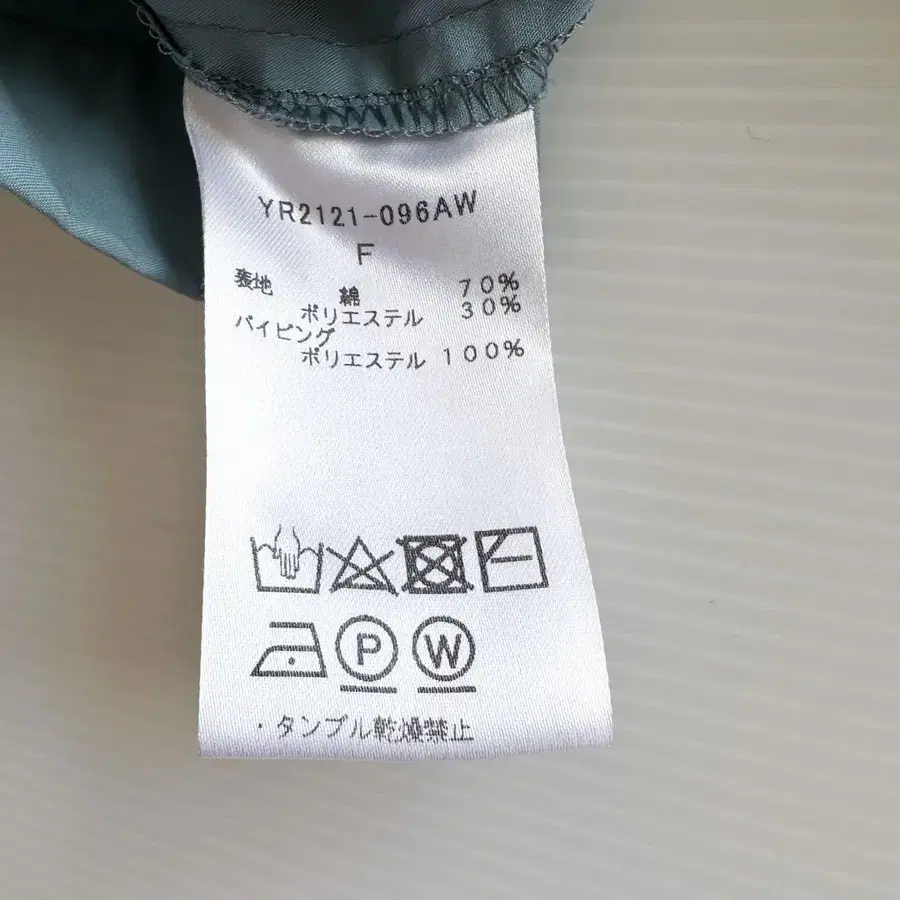 YR2121-096AW
F
表地 綿 70%
ポリエステル 30%
パイピング
ポリエステル 100%
P W
・タンブル乾燥禁止